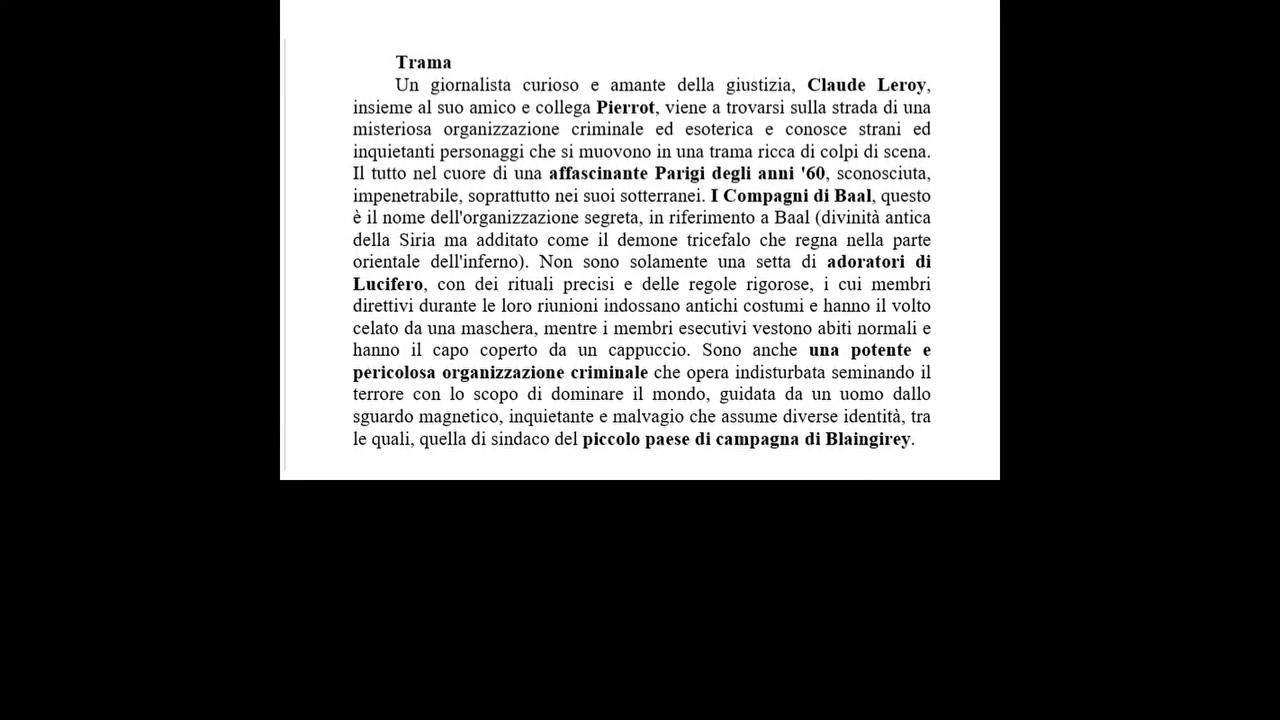 Trama
Un giornalista curioso e amante della giustizia, Claude Leroy,
insieme al suo amico e collega Pierrot, viene a trovarsi sulla strada di una
misteriosa organizzazione criminale ed esoterica e conosce strani ed
inquietanti personaggi che si muovono in una trama ricca di colpi di scena.
Il tutto nel cuore di una affascinante Parigi degli anni '60, sconosciuta,
impenetrabile, soprattutto nei suoi sotterranei. I Compagni di Baal, questo
è il nome dell'organizzazione segreta, in riferimento a Baal (divinità antica
della Siria ma additato come il demone tricefalo che regna nella parte
orientale dell'inferno). Non sono solamente una setta di adoratori di
Lucifero, con dei rituali precisi e delle regole rigorose, i cui membri
direttivi durante le loro riunioni indossano antichi costumi e hanno il volto
celato da una maschera, mentre i membri esecutivi vestono abiti normali e
hanno il capo coperto da un cappuccio. Sono anche una potente e
pericolosa organizzazione criminale che opera indisturbata seminando il
terrore con lo scopo di dominare il mondo, guidata da un uomo dallo
sguardo magnetico, inquietante e malvagio che assume diverse identità, tra
le quali, quella di sindaco del piccolo paese di campagna di Blaingirey.